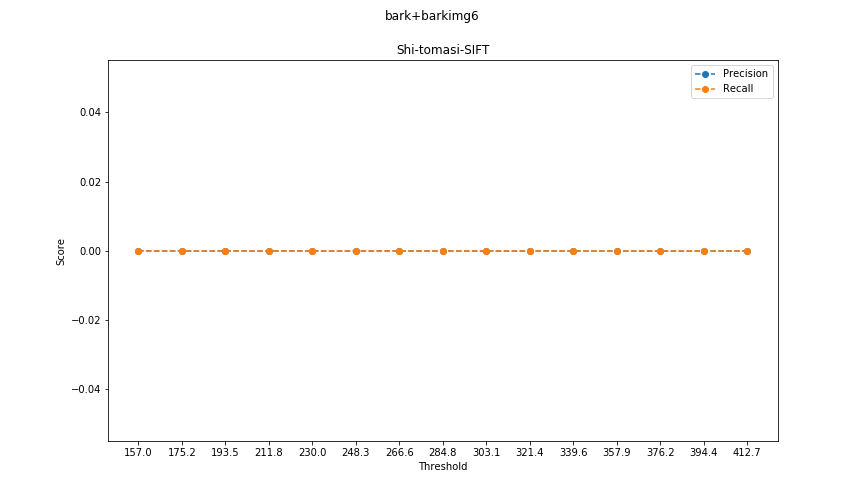 bark+barkimg6
Shi-tomasi-SIFT
Precision
Recall
0.04
0.02
0.00
−0.02
−0.04
Score
157.0 175.2 193.5 211.8 230.0 248.3 266.6 284.8 303.1 321.4 339.6 357.9 376.2 394.4 412.7
Threshold